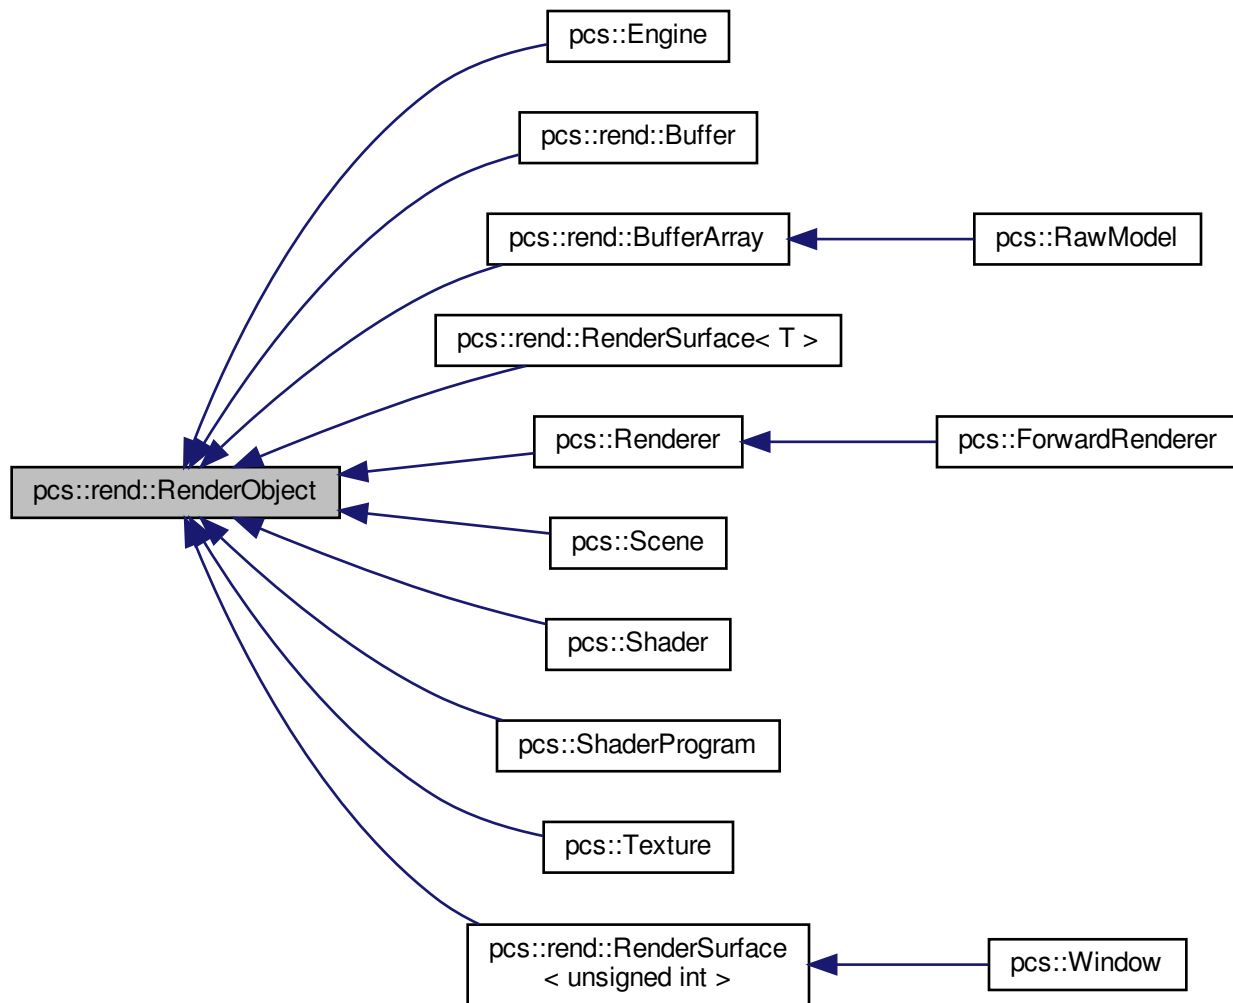 pcs::Engine
pcs::rend::Buffer
pcs::rend::BufferArray
pcs::RawModel
pcs::rend::RenderSurface< T >
pcs::Renderer
pcs::ForwardRenderer
pcs::rend::RenderObject
pcs::Scene
pcs::Shader
pcs::ShaderProgram
pcs::Texture
pcs::rend::RenderSurface
< unsigned int >
pcs::Window